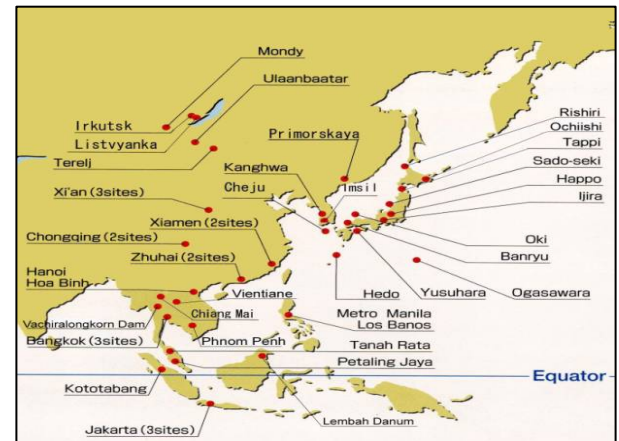 Mondy
Ulaanbaatar
Irkutsk
Listvyanka
Terelj
Primorskaya
Rishiri
Ochiishi
Tappi
Sado-seki
Happo
Ijira
Kanghwa
Cheju
Imsil
Xi'an (3sites)
Xiamen (2sites)
Chongqing (2sites)
Zhuhai (2sites)
Oki
Banryu
Hanoi
Hoa Binh
Vientiane
Hedo
Yusuhara
Ogasawara
Vachiralongkorn Dam
Chiang Mai
Metro Manila
Los Banos
Bangkok (3sites)
Phnom Penh
Tanah Rata
Petaling Jaya
Equator
Kototabang
Lembah Danum
Jakarta (3sites)